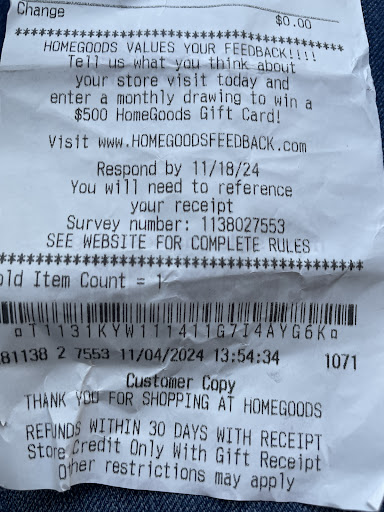 Change $0.00
****************************************
HOMEGOODS VALUES YOUR FEEDBACK!!!!
Tell us what you think about
your store visit today and
enter a monthly drawing to win a
$500 HomeGoods Gift Card!
Visit www.HOMEGOODSFEEDBACK.com
Respond by 11/18/24
You will need to reference
your receipt
Survey number: 1138027553
SEE WEBSITE FOR COMPLETE RULES
****************************************
old Item Count = 1
¤T1131KYW111411G7I4AYG6K¤
81138 2 7553 11/04/2024 13:54:34 1071
Customer Copy
THANK YOU FOR SHOPPING AT HOMEGOODS
REFUNDS WITHIN 30 DAYS WITH RECEIPT
Store Credit Only With Gift Receipt
Other restrictions may apply